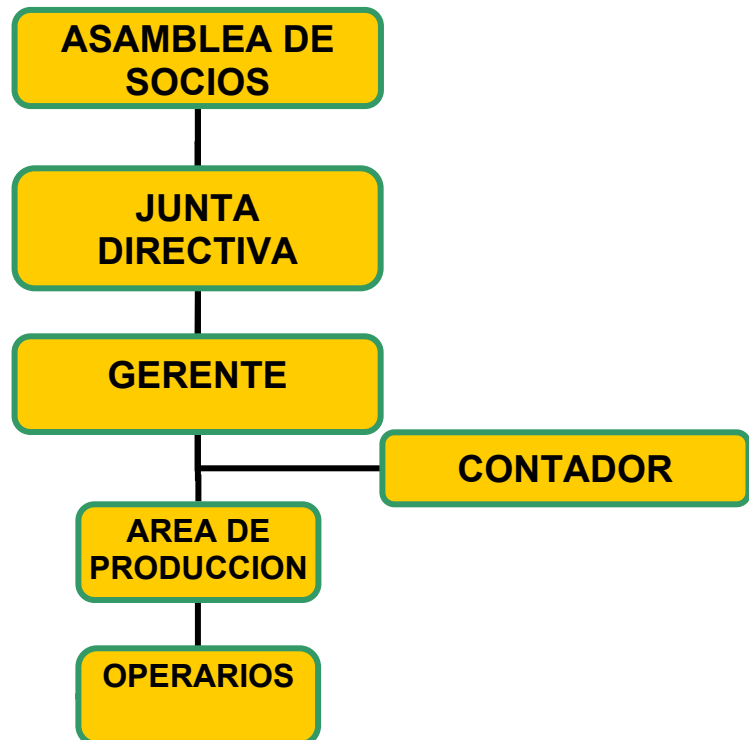 ASAMBLEA DE
SOCIOS
JUNTA
DIRECTIVA
GERENTE
CONTADOR
AREA DE
PRODUCCION
OPERARIOS